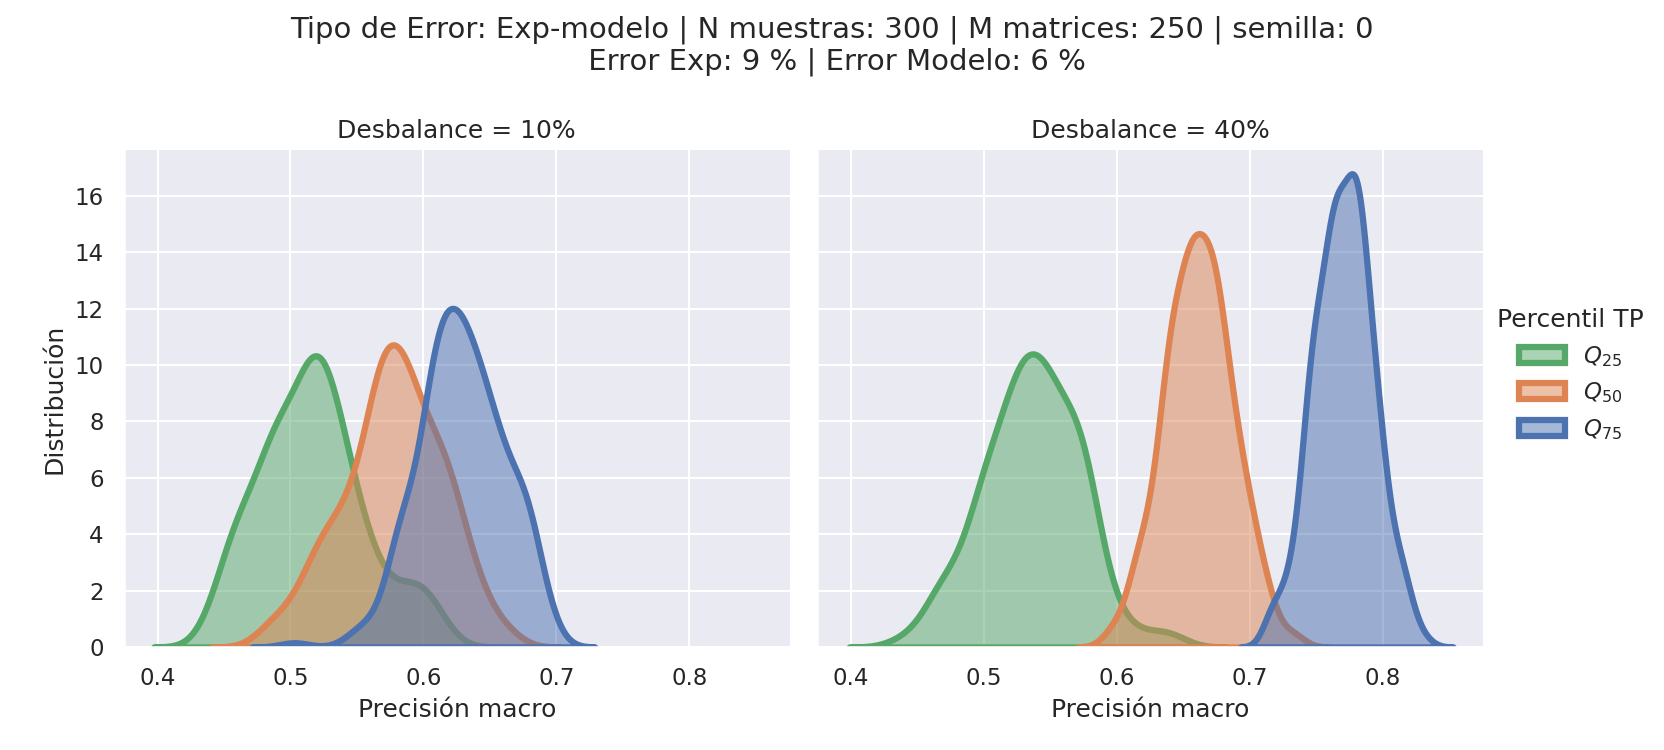 Tipo de Error: Exp-modelo | N muestras: 300 | M matrices: 250 | semilla: 0
Error Exp: 9 % | Error Modelo: 6 %
Desbalance = 10%
Desbalance = 40%
16
14
12
10
8
6
4
2
0
Distribución
0.4 0.5 0.6 0.7 0.8
0.4 0.5 0.6 0.7 0.8
Precisión macro
Precisión macro
Percentil TP
Q25
Q50
Q75